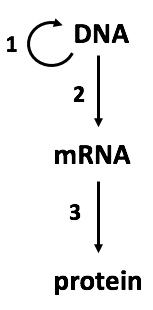 1 DNA
2
mRNA
3
protein